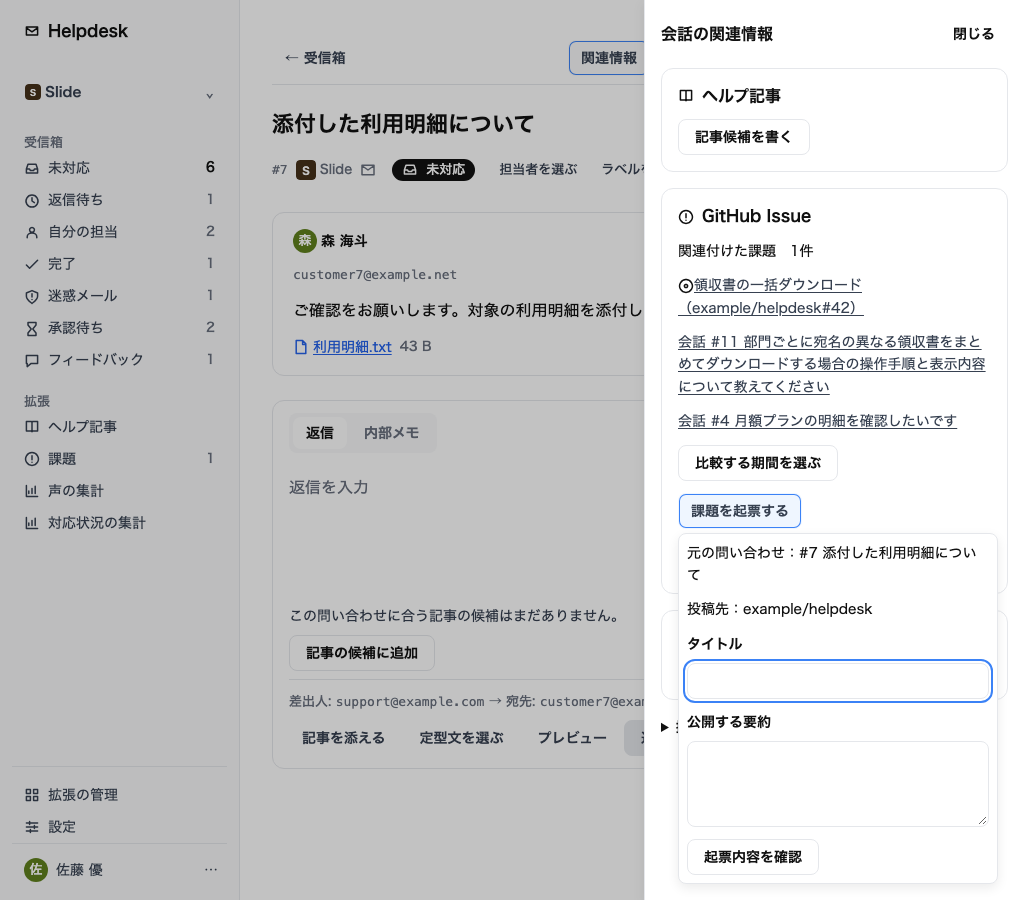 Helpdesk
S Slide
受信箱
未対応 6
返信待ち 1
自分の担当 2
完了 1
迷惑メール 1
承認待ち 2
フィードバック 1
拡張
ヘルプ記事
課題 1
声の集計
対応状況の集計
拡張の管理
設定
佐 佐藤 優 …
← 受信箱
関連情報
添付した利用明細について
#7 S Slide 未対応 担当者を選ぶ
森 森 海斗
customer7@example.net
ご確認をお願いします。対象の利用明細を添付し
利用明細.txt 43 B
返信 内部メモ
返信を入力
この問い合わせに合う記事の候補はまだありません。
記事の候補に追加
差出人: support@example.com → 宛先: customer7@exam
記事を添える 定型文を選ぶ プレビュー
会話の関連情報 閉じる
ヘルプ記事
記事候補を書く
GitHub Issue
関連付けた課題 1件
領収書の一括ダウンロード
（example/helpdesk#42）
会話 #11 部門ごとに宛名の異なる領収書をまと
めてダウンロードする場合の操作手順と表示内容
について教えてください
会話 #4 月額プランの明細を確認したいです
比較する期間を選ぶ
課題を起票する
元の問い合わせ：#7 添付した利用明細につい
て
投稿先：example/helpdesk
タイトル
公開する要約
起票内容を確認